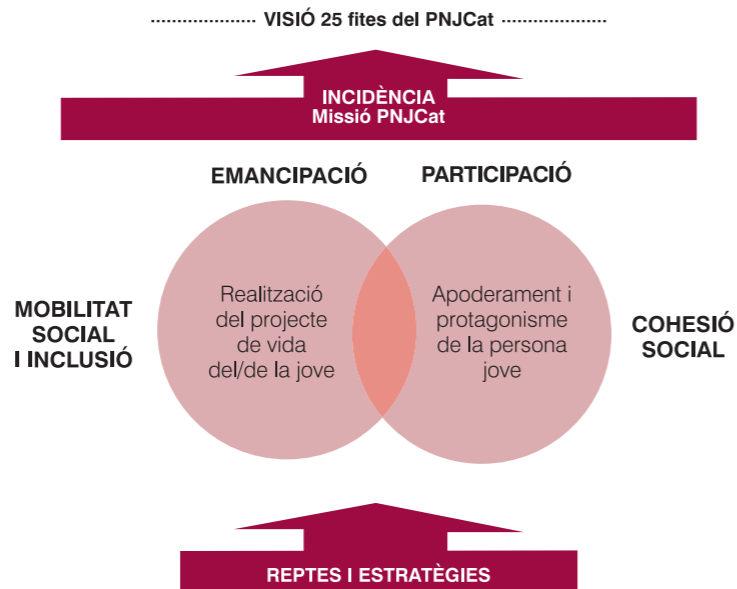 VISIÓ 25 fites del PNJCat
INCIDÈNCIA
Missió PNJCat
EMANCIPACIÓ
PARTICIPACIÓ
MOBILITAT
SOCIAL
I INCLUSIÓ
Realització
del projecte
de vida
del/de la jove
Apoderament i
protagonisme
de la persona
jove
COHESIÓ
SOCIAL
REPTES I ESTRATÈGIES